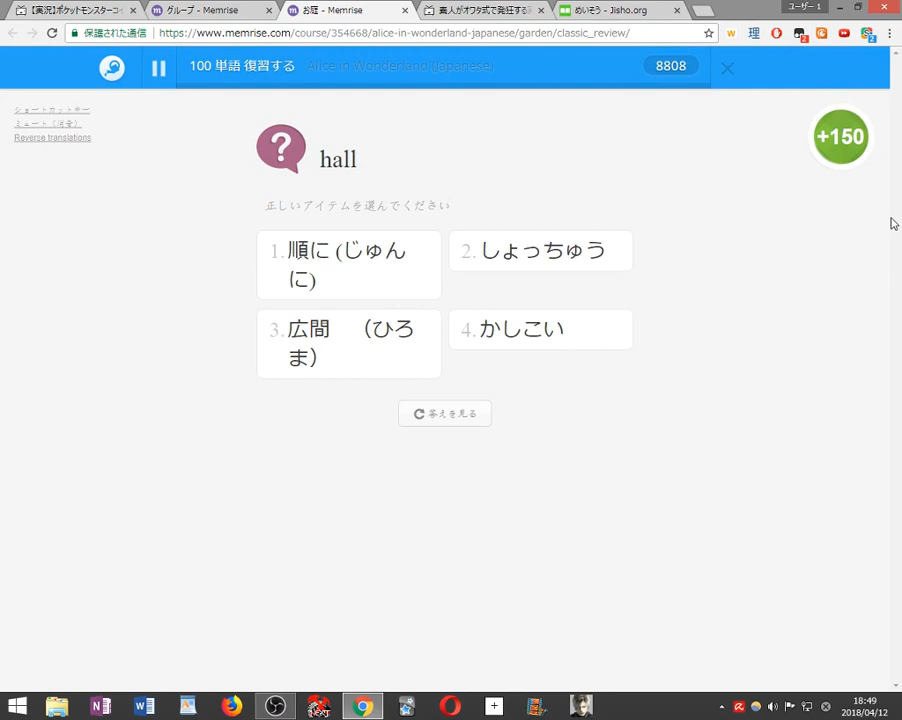 【実況】ポケットモンスターコイ
グループ - Memrise
お庭 - Memrise
素人がオワタ式で発狂する
めいそう - Jisho.org
ユーザー 1
保護された通信
https://www.memrise.com/course/354668/alice-in-wonderland-japanese/garden/classic_review/
100 単語 復習する
Alice in Wonderland (Japanese)
8808
ショートカットキー
ミュート（消音）
Reverse translations
+150
?
hall
正しいアイテムを選んでください
1. 順に (じゅん
に)
2. しょっちゅう
3. 広間　（ひろ
ま）
4. かしこい
答えを見る
18:49
2018/04/12